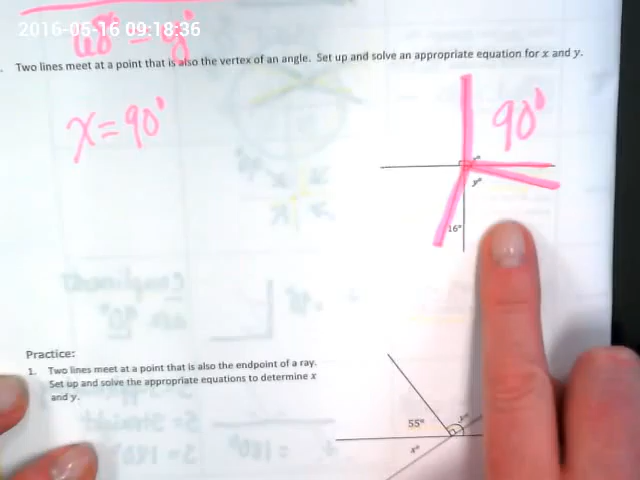 2016-05-16 09:18:36
68° = y°
Two lines meet at a point that is also the vertex of an angle. Set up and solve an appropriate equation for x and y.
x = 90°
90°
x°
y°
16°
Practice:
1. Two lines meet at a point that is also the endpoint of a ray.
Set up and solve the appropriate equations to determine x
and y.
55°
x°